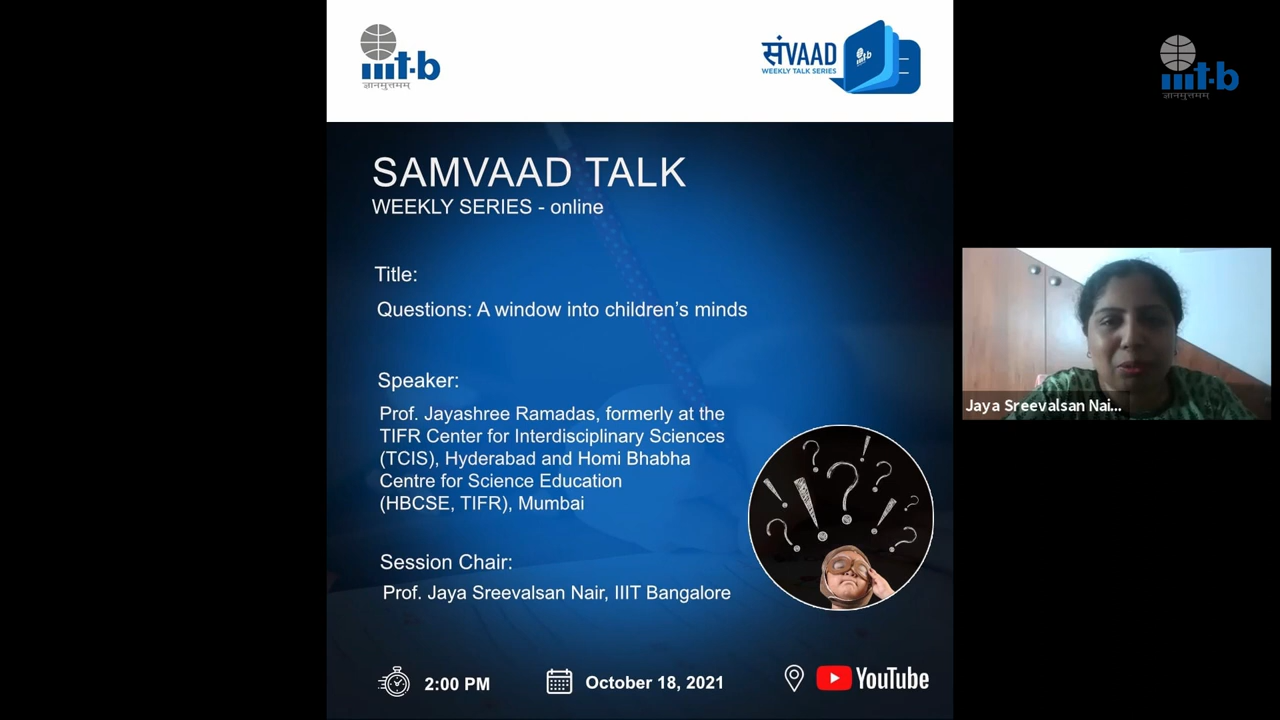 iiit-b
ज्ञानमुत्तमम्
संVAAD
WEEKLY TALK SERIES
iiit-b
iiit-b
ज्ञानमुत्तमम्
SAMVAAD TALK
WEEKLY SERIES - online
Title:
Questions: A window into children’s minds
Speaker:
Prof. Jayashree Ramadas, formerly at the
TIFR Center for Interdisciplinary Sciences
(TCIS), Hyderabad and Homi Bhabha
Centre for Science Education
(HBCSE, TIFR), Mumbai
Session Chair:
Prof. Jaya Sreevalsan Nair, IIIT Bangalore
2:00 PM
October 18, 2021
YouTube
Jaya Sreevalsan Nai...